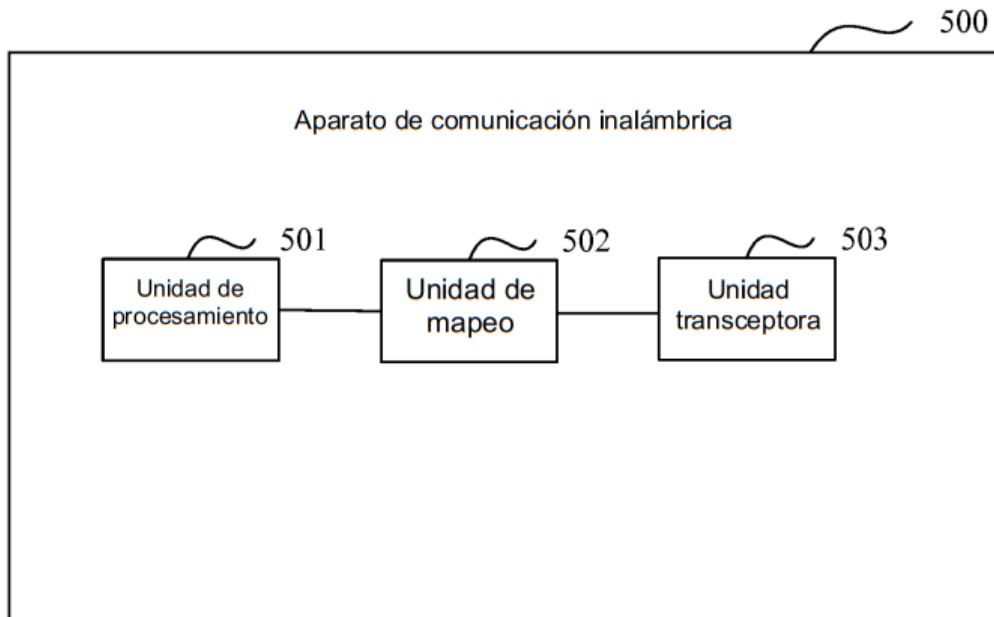 500
Aparato de comunicación inalámbrica
501
502
503
Unidad de
procesamiento
Unidad de
mapeo
Unidad
transceptora